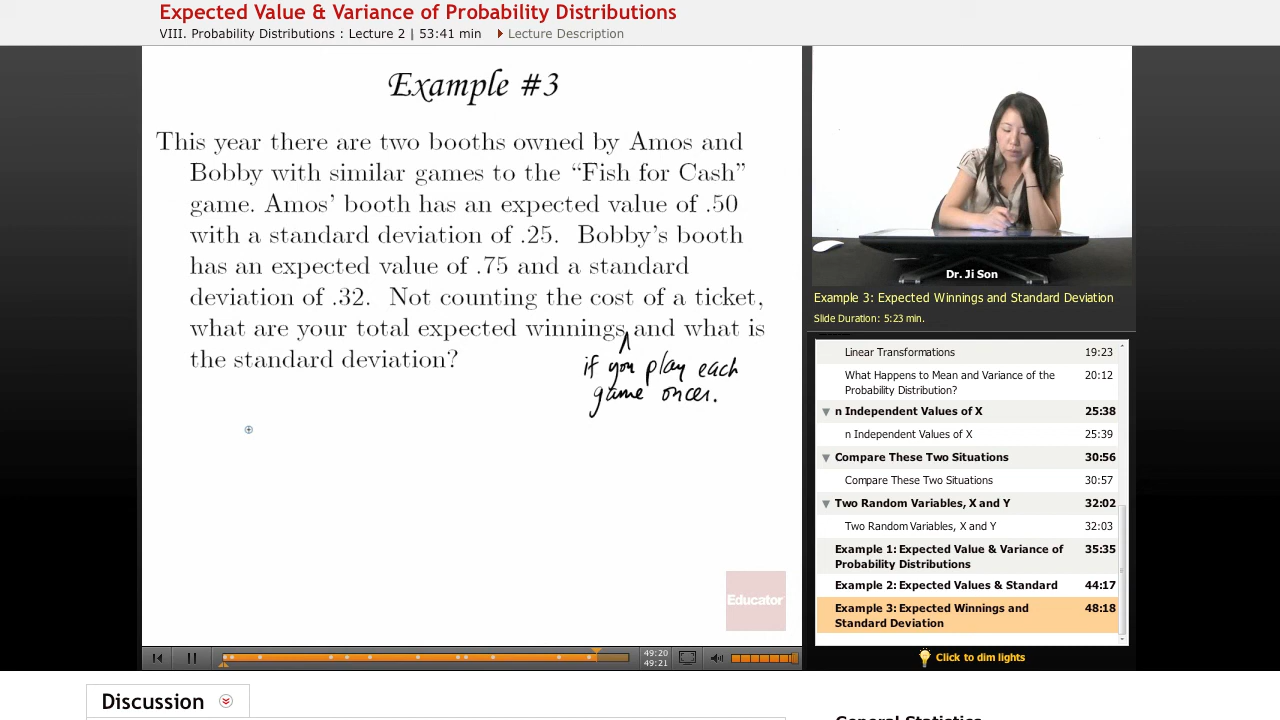 Expected Value & Variance of Probability Distributions
VIII. Probability Distributions : Lecture 2 | 53:41 min
Lecture Description
Example #3
This year there are two booths owned by Amos and
Bobby with similar games to the “Fish for Cash”
game. Amos’ booth has an expected value of .50
with a standard deviation of .25. Bobby’s booth
has an expected value of .75 and a standard
deviation of .32. Not counting the cost of a ticket,
what are your total expected winnings and what is
the standard deviation?
if you play each
game once.
Educator
49:20
49:21
Dr. Ji Son
Example 3: Expected Winnings and Standard Deviation
Slide Duration: 5:23 min.
Linear Transformations 19:23
What Happens to Mean and Variance of the 20:12
Probability Distribution?
n Independent Values of X 25:38
n Independent Values of X 25:39
Compare These Two Situations 30:56
Compare These Two Situations 30:57
Two Random Variables, X and Y 32:02
Two Random Variables, X and Y 32:03
Example 1: Expected Value & Variance of 35:35
Probability Distributions
Example 2: Expected Values & Standard 44:17
Example 3: Expected Winnings and 48:18
Standard Deviation
Click to dim lights
Discussion
General Statistics